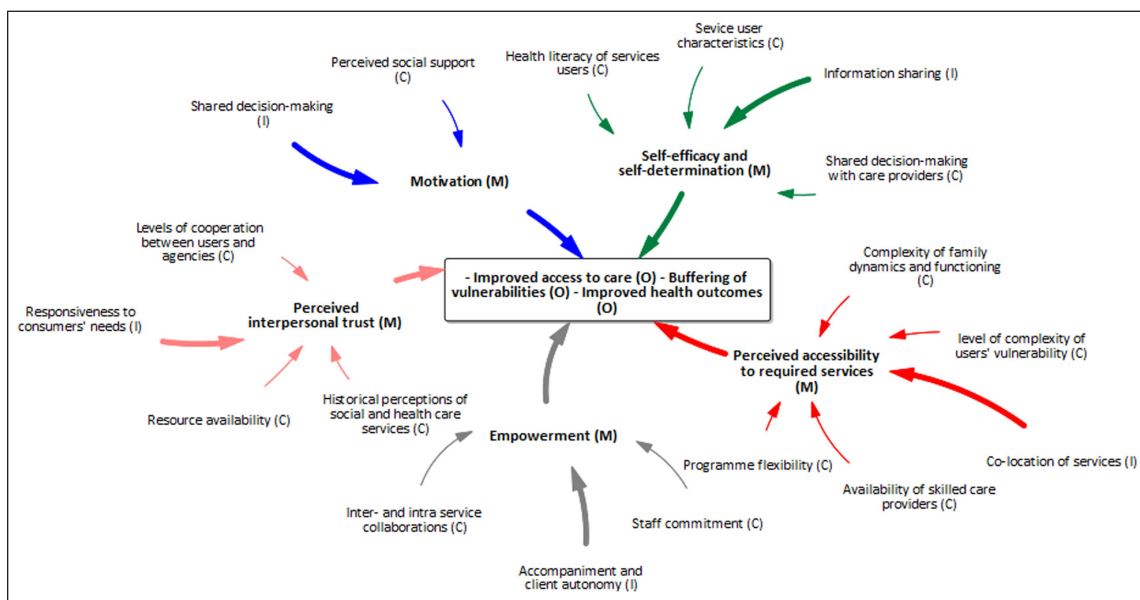 Sevice user
characteristics (C)
Health literacy of services
users (C)
Perceived social support
(C)
Information sharing (I)
Shared decision-making
(I)
Self-efficacy and
self-determination (M)
Shared decision-making
with care providers (C)
Motivation (M)
Levels of cooperation
between users and
agencies (C)
Complexity of family
dynamics and functioning
(C)
- Improved access to care (O) - Buffering of
vulnerabilities (O) - Improved health outcomes
(O)
Perceived
interpersonal trust (M)
Responsiveness to
consumers' needs (I)
level of complexity of
users' vulnerability (C)
Perceived accessibility
to required services
(M)
Resource availability (C)
Historical perceptions of
social and health care
services (C)
Empowerment (M)
Programme flexibility (C)
Co-location of services (I)
Availability of skilled care
providers (C)
Inter- and intra service
collaborations (C)
Staff commitment (C)
Accompaniment and
client autonomy (I)